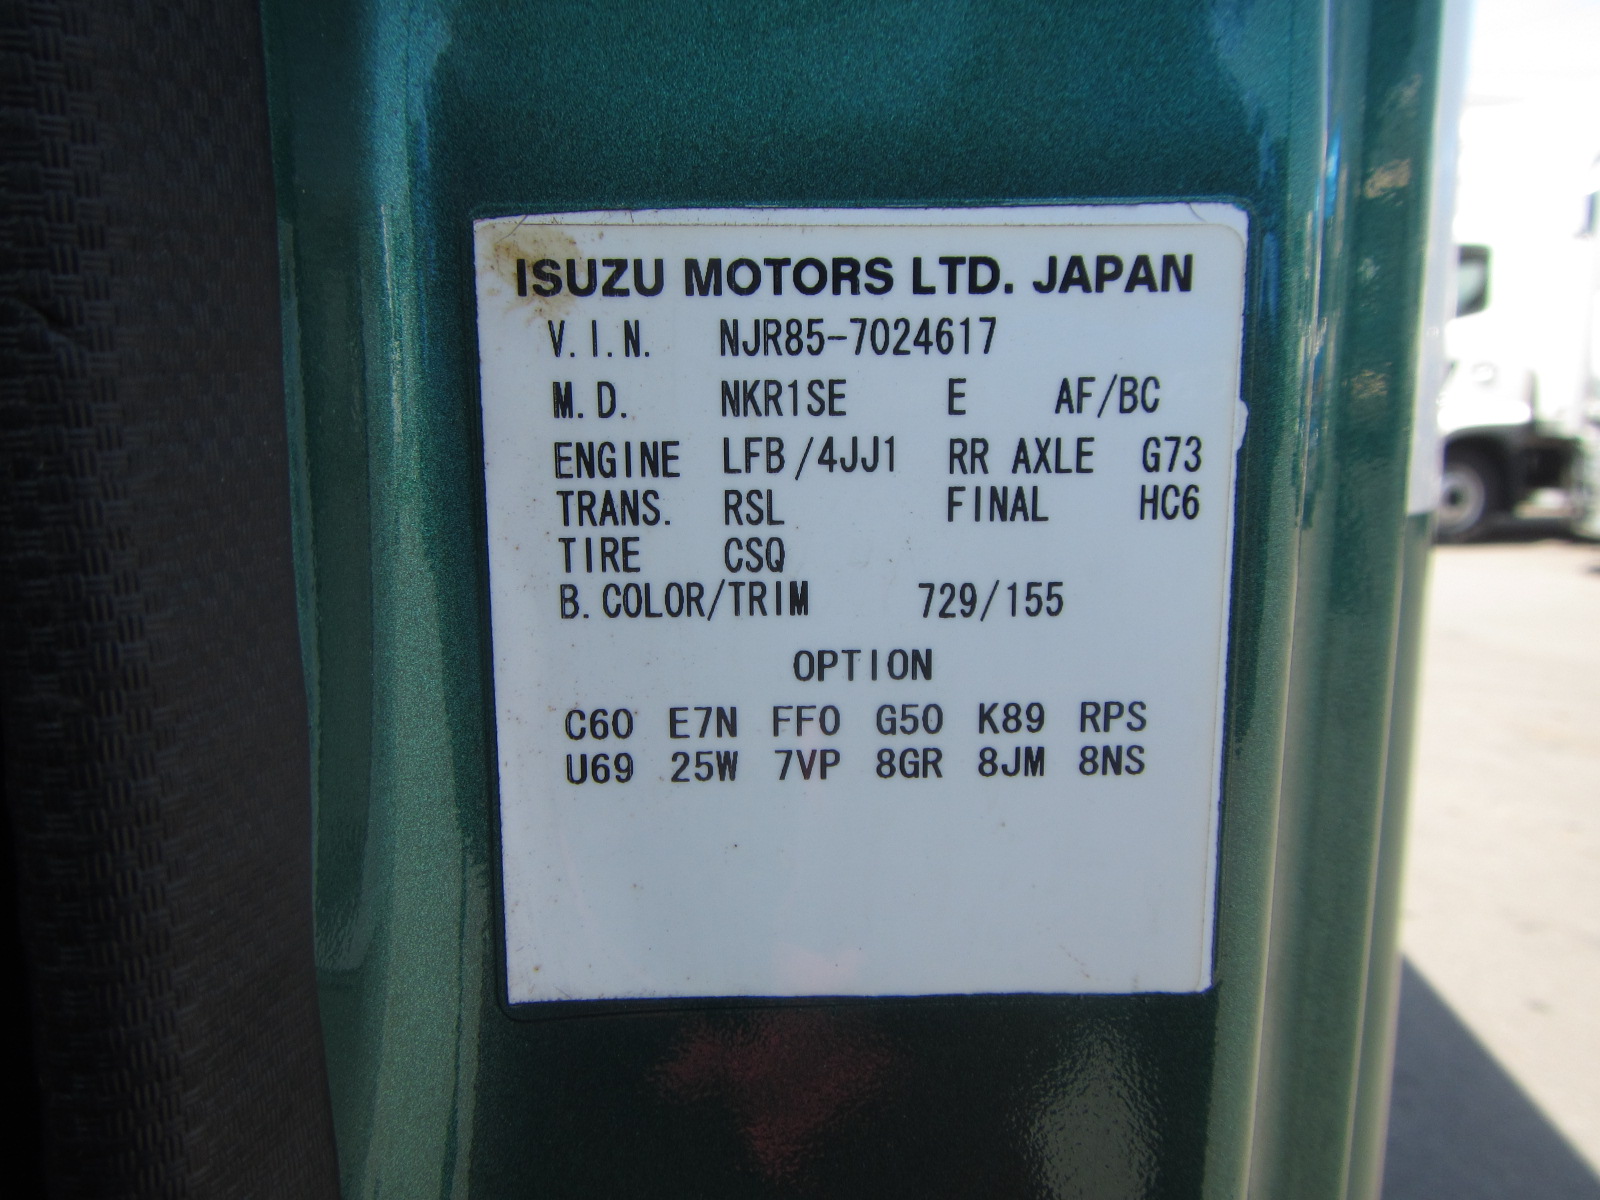 ISUZU MOTORS LTD. JAPAN
V.I.N. NJR85-7024617
M.D. NKR1SE E AF/BC
ENGINE LFB/4JJ1 RR AXLE G73
TRANS. RSL FINAL HC6
TIRE CSQ
B.COLOR/TRIM 729/155
OPTION
C60 E7N FF0 G50 K89 RPS
U69 25W 7VP 8GR 8JM 8NS